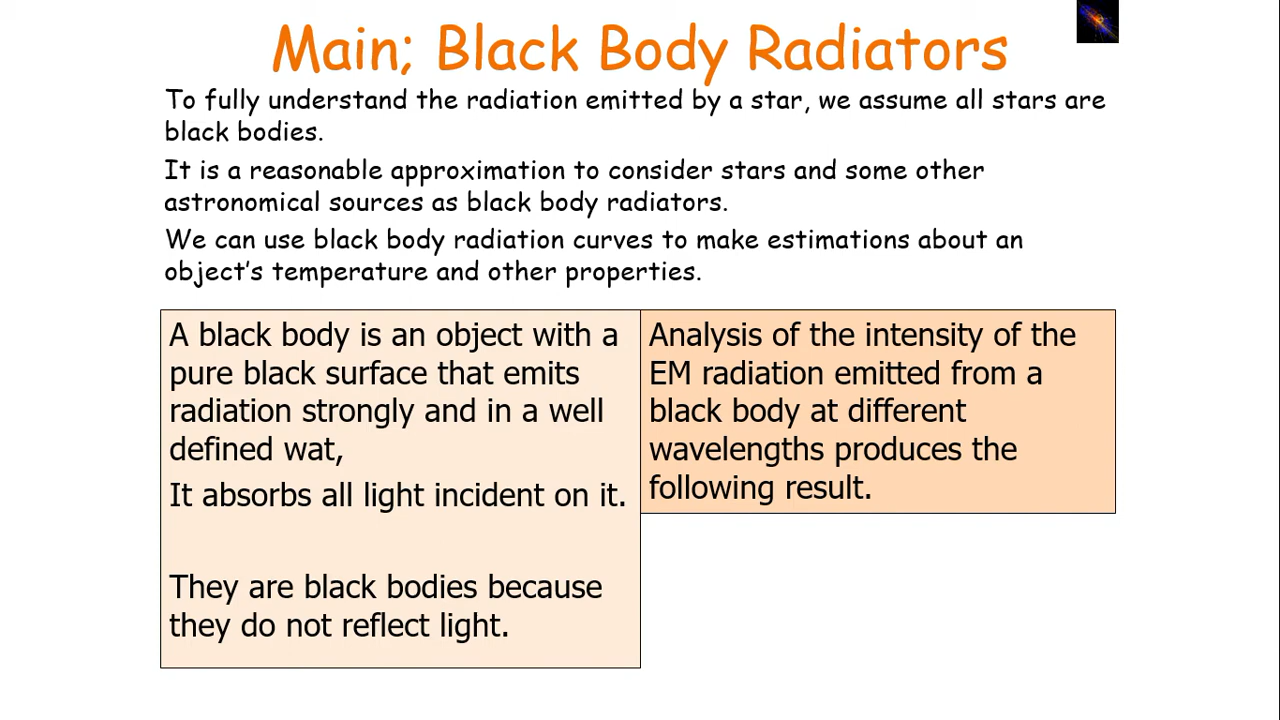 Main; Black Body Radiators
To fully understand the radiation emitted by a star, we assume all stars are
black bodies.
It is a reasonable approximation to consider stars and some other
astronomical sources as black body radiators.
We can use black body radiation curves to make estimations about an
object's temperature and other properties.
A black body is an object with a
pure black surface that emits
radiation strongly and in a well
defined wat,
It absorbs all light incident on it.
They are black bodies because
they do not reflect light.
Analysis of the intensity of the
EM radiation emitted from a
black body at different
wavelengths produces the
following result.